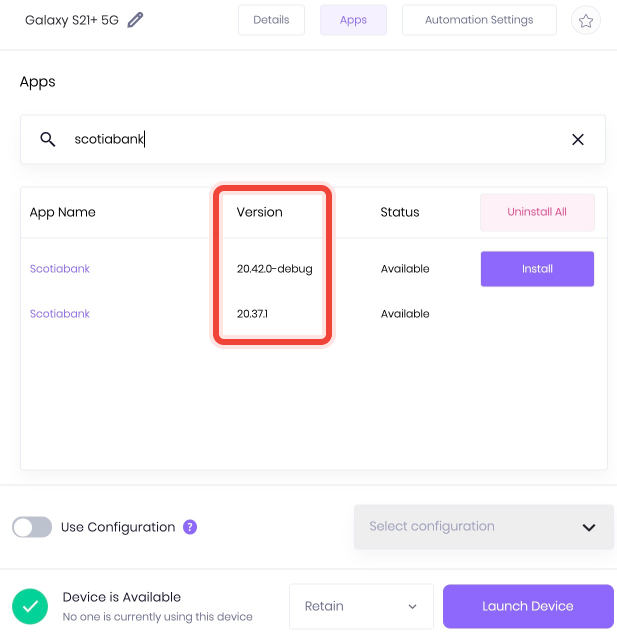 Galaxy S21+ 5G
Details
Apps
Automation Settings
Apps
scotiabank
App Name Version Status Uninstall All
Scotiabank 20.42.0-debug Available Install
Scotiabank 20.37.1 Available
Use Configuration ?
Select configuration
Device is Available
No one is currently using this device
Retain
Launch Device